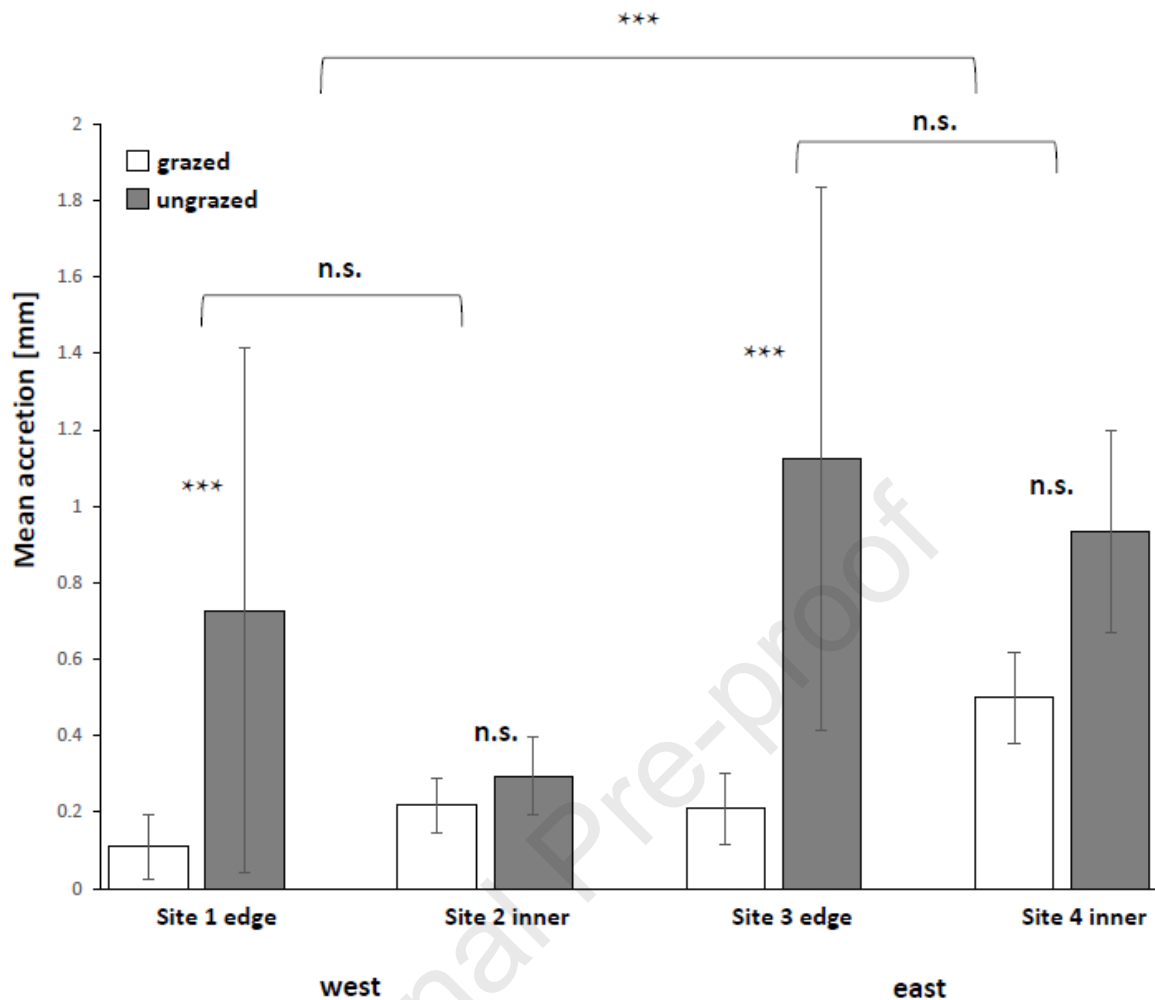 ***
n.s.
2
grazed
ungrazed
1.8
1.6
n.s.
1.4
***
1.2
1
***
n.s.
0.8
0.6
0.4
n.s.
0.2
0
Mean accretion [mm]
Site 1 edge
Site 2 inner
Site 3 edge
Site 4 inner
west
east
nal Pre-proof